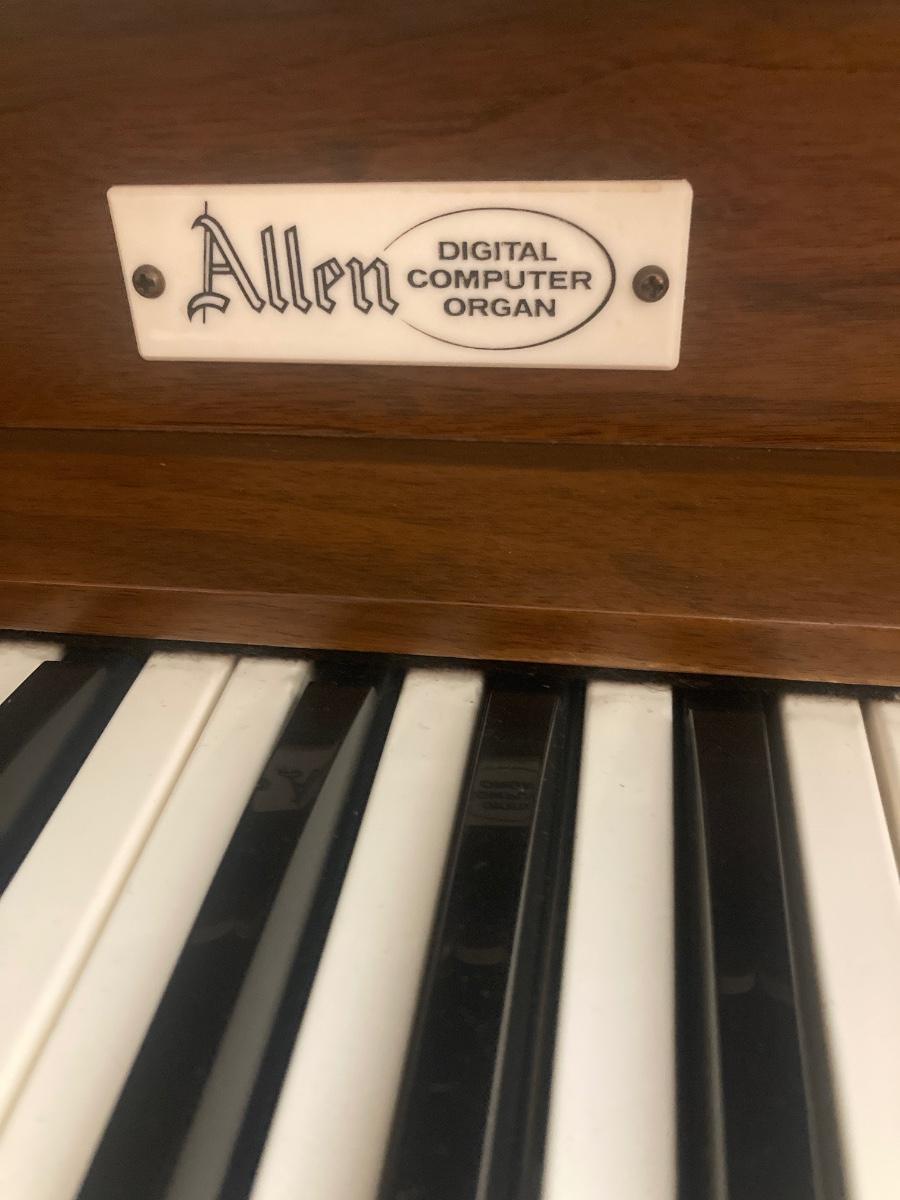 Allen
DIGITAL
COMPUTER
ORGAN